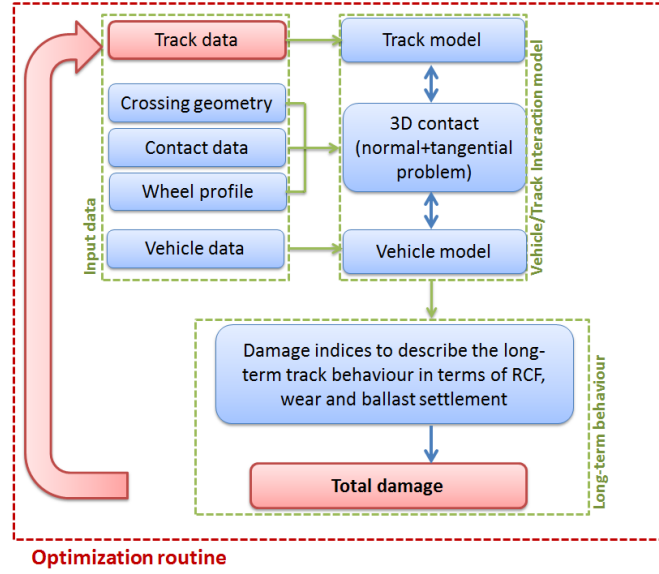 Track data
Track model
Crossing geometry
Contact data
Wheel profile
3D contact
(normal+tangential
problem)
Vehicle data
Vehicle model
Input data
Vehicle/Track Interaction model
Damage indices to describe the long-
term track behaviour in terms of RCF,
wear and ballast settlement
Total damage
Long-term behaviour
Optimization routine